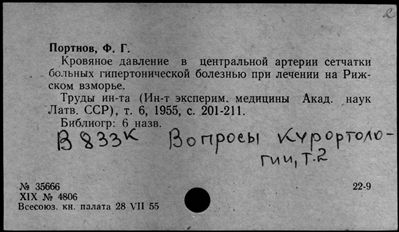 Портнов, Ф. Г.
Кровяное давление в центральной артерии сетчатки
больных гипертонической болезнью при лечении на Риж-
ском взморье.
Труды ин-та (Ин-т эксперим. медицины Акад. наук
Латв. ССР), т. 6, 1955, с. 201-211.
Библиогр: 6 назв.
В 833к Вопросы курортоло-
гии, т.2
№ 35666 22-9
XIX № 4806
Всесоюз. кн. палата 28 VII 55